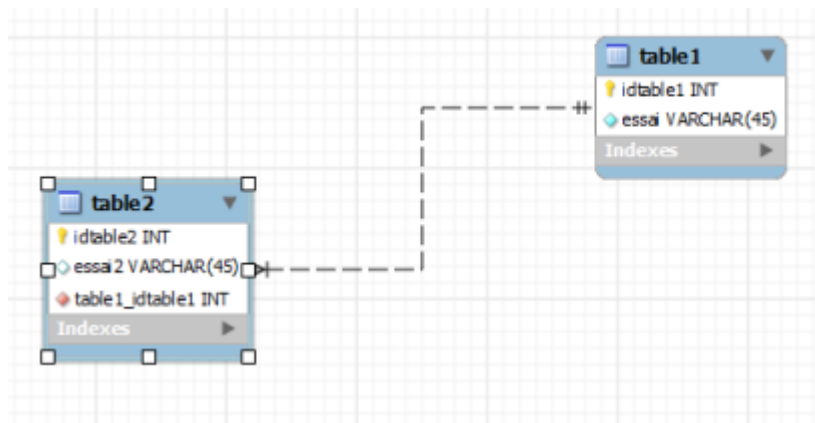 table1
idtable1 INT
essai VARCHAR(45)
Indexes
table2
idtable2 INT
essai2 VARCHAR(45)
table1_idtable1 INT
Indexes